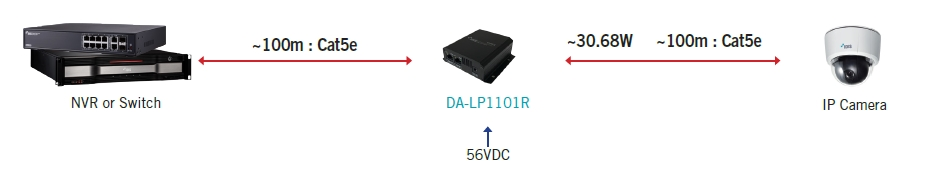 ~100m : Cat5e
~30.68W ~100m : Cat5e
NVR or Switch
DA-LP1101R
IP Camera
56VDC